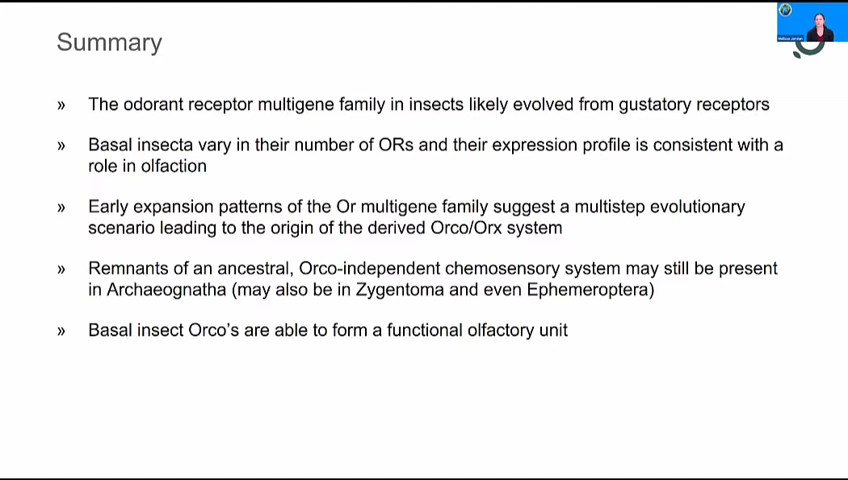 Summary
» The odorant receptor multigene family in insects likely evolved from gustatory receptors
» Basal insecta vary in their number of ORs and their expression profile is consistent with a
role in olfaction
» Early expansion patterns of the Or multigene family suggest a multistep evolutionary
scenario leading to the origin of the derived Orco/Orx system
» Remnants of an ancestral, Orco-independent chemosensory system may still be present
in Archaeognatha (may also be in Zygentoma and even Ephemeroptera)
» Basal insect Orco's are able to form a functional olfactory unit